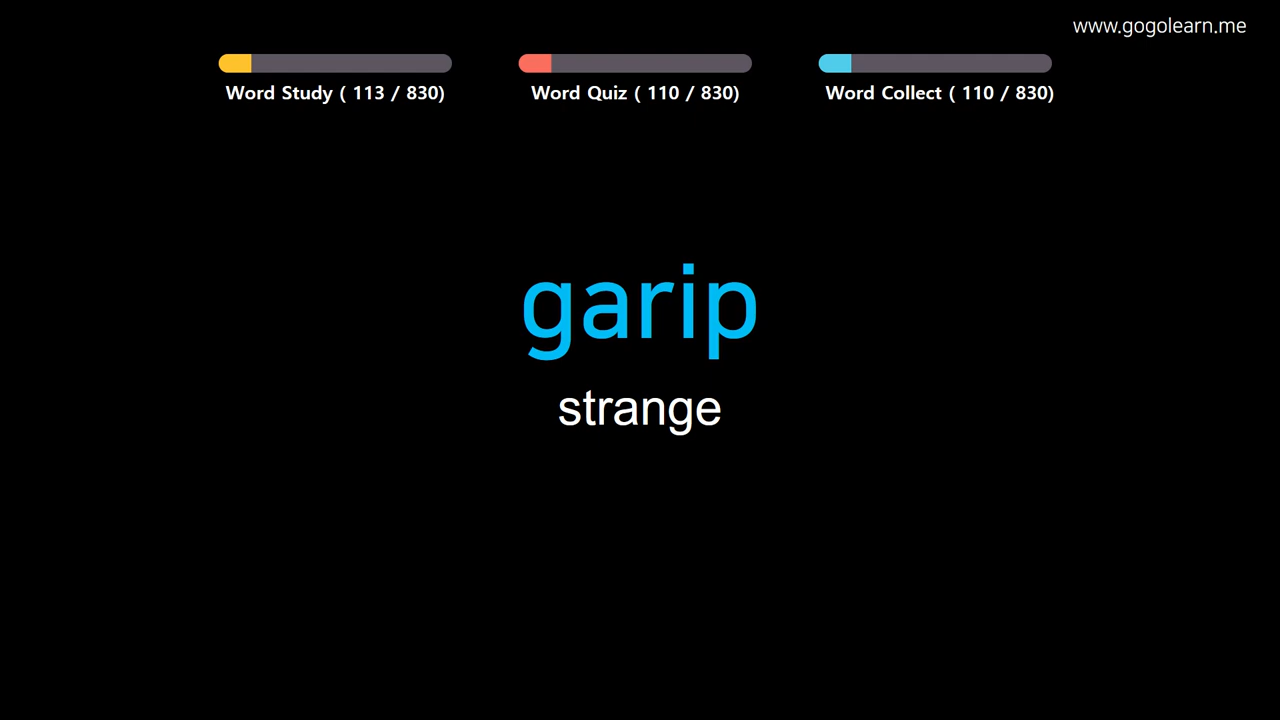 www.gogolearn.me
Word Study ( 113 / 830)
Word Quiz ( 110 / 830)
Word Collect ( 110 / 830)
garip
strange